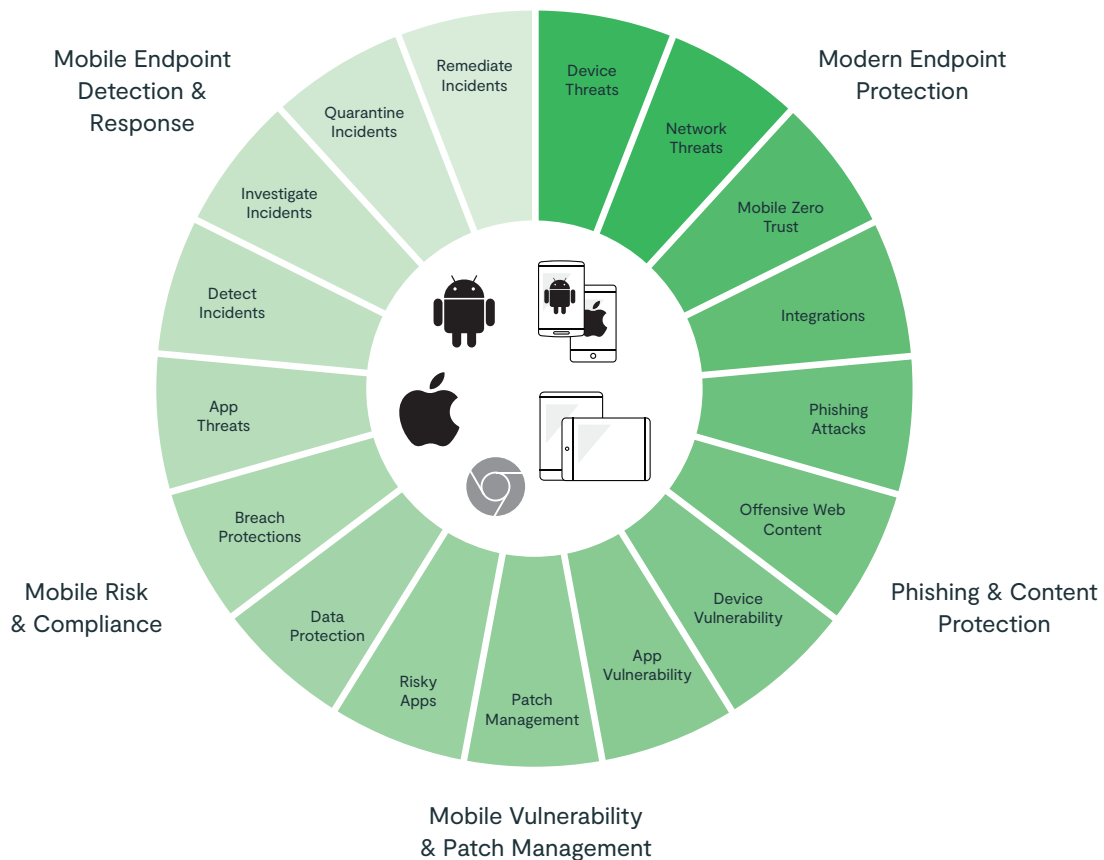 Mobile Endpoint
Detection &
Response
Modern Endpoint
Protection
Remediate
Incidents
Device
Threats
Quarantine
Incidents
Network
Threats
Investigate
Incidents
Mobile Zero
Trust
Detect
Incidents
Integrations
App
Threats
Phishing
Attacks
Breach
Protections
Offensive Web
Content
Mobile Risk
& Compliance
Phishing & Content
Protection
Data
Protection
Device
Vulnerability
Risky
Apps
App
Vulnerability
Patch
Management
Mobile Vulnerability
& Patch Management